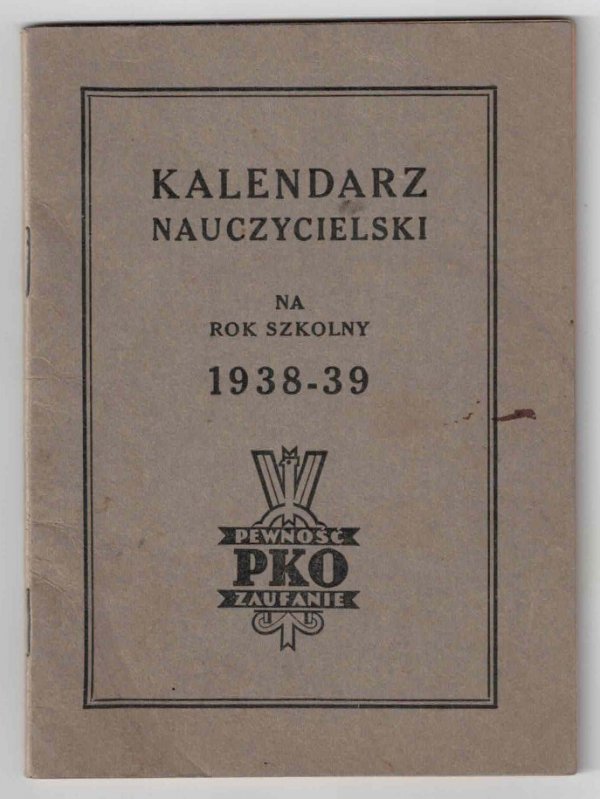 KALENDARZ
NAUCZYCIELSKI
NA
ROK SZKOLNY
1938-39
PEWNOŚĆ
PKO
ZAUFANIE